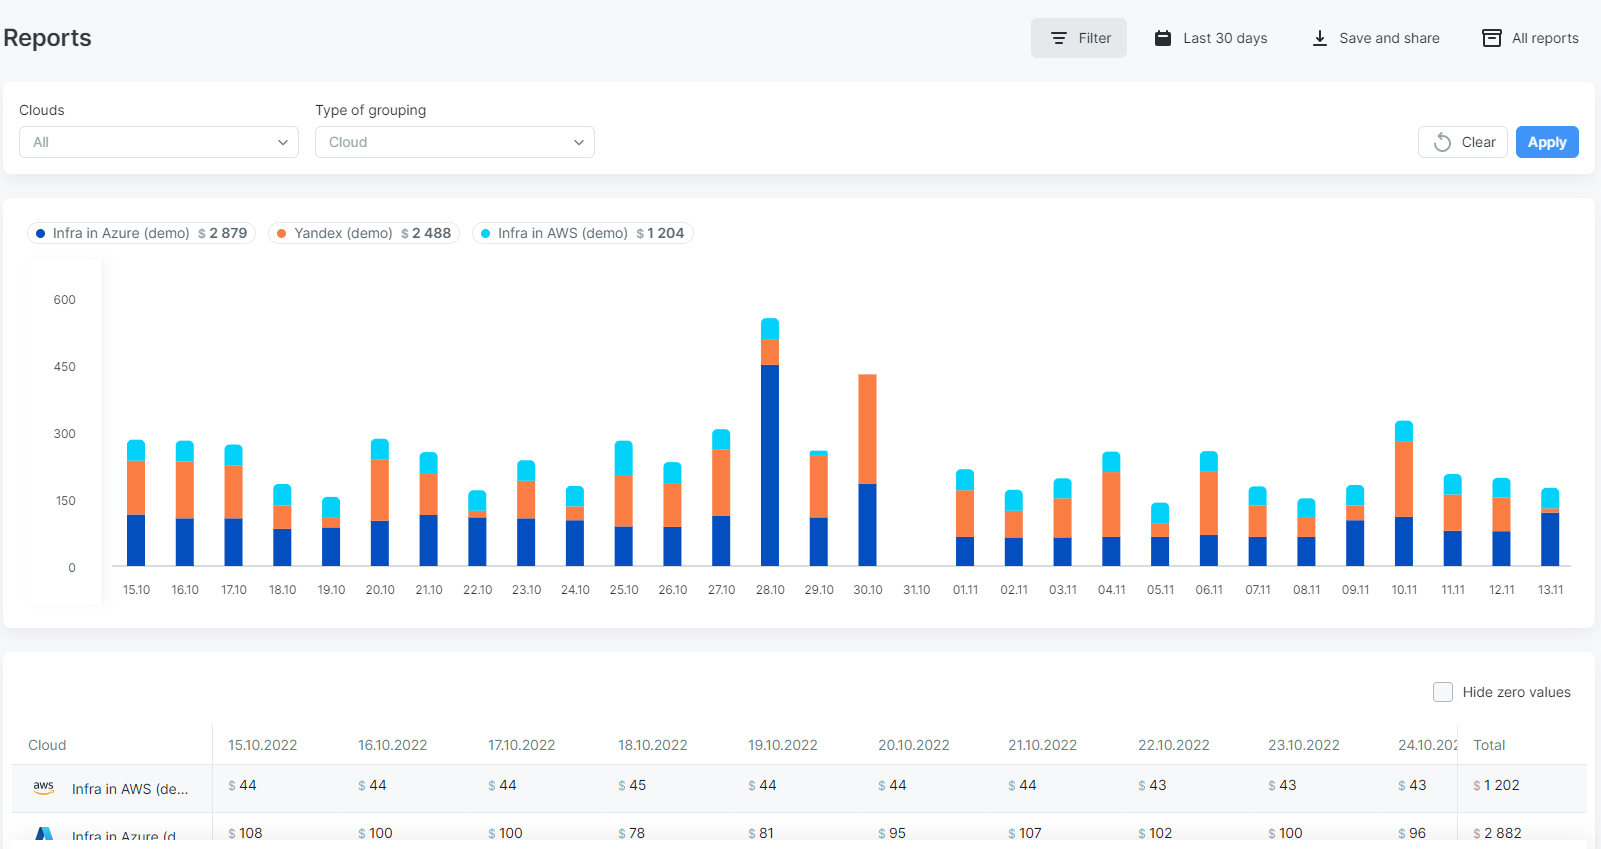 Reports
Filter
Last 30 days
Save and share
All reports
Clouds
Type of grouping
All
Cloud
Clear
Apply
Infra in Azure (demo) $ 2 879
Yandex (demo) $ 2 488
Infra in AWS (demo) $ 1 204
600
450
300
150
0
15.10 16.10 17.10 18.10 19.10 20.10 21.10 22.10 23.10 24.10 25.10 26.10 27.10 28.10 29.10 30.10 31.10 01.11 02.11 03.11 04.11 05.11 06.11 07.11 08.11 09.11 10.11 11.11 12.11 13.11
Hide zero values
Cloud 15.10.2022 16.10.2022 17.10.2022 18.10.2022 19.10.2022 20.10.2022 21.10.2022 22.10.2022 23.10.2022 24.10.202 Total
aws Infra in AWS (de... $ 44 $ 44 $ 44 $ 45 $ 44 $ 44 $ 44 $ 43 $ 43 $ 43 $ 1 202
Infra in Azure (d $ 108 $ 100 $ 100 $ 78 $ 81 $ 95 $ 107 $ 102 $ 100 $ 96 $ 2 882